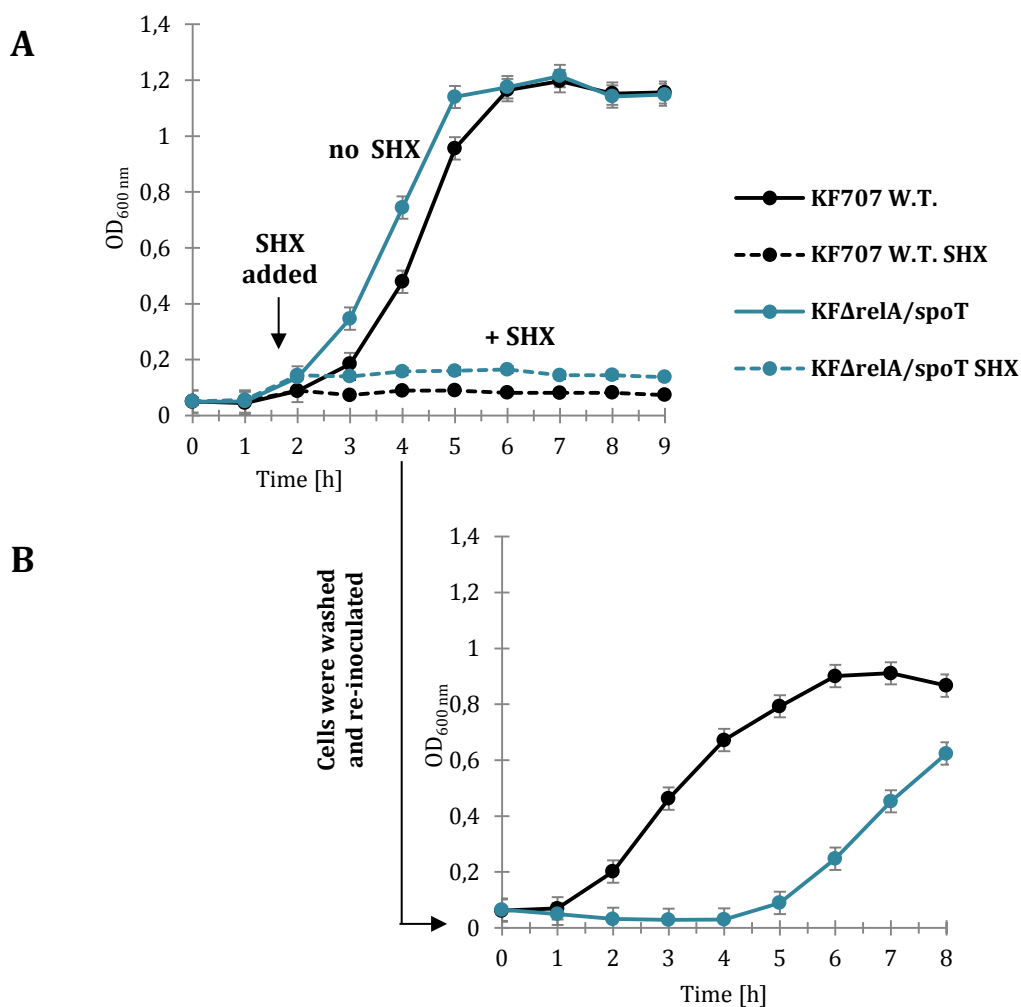 A
1,4
1,2
1
0,8
0,6
0,4
0,2
0
OD600 nm
no SHX
SHX
added
+ SHX
0 1 2 3 4 5 6 7 8 9
Time [h]
KF707 W.T.
KF707 W.T. SHX
KFΔrelA/spoT
KFΔrelA/spoT SHX
B
Cells were washed
and re-inoculated
1,4
1,2
1
0,8
0,6
0,4
0,2
0
OD600 nm
0 1 2 3 4 5 6 7 8
Time [h]